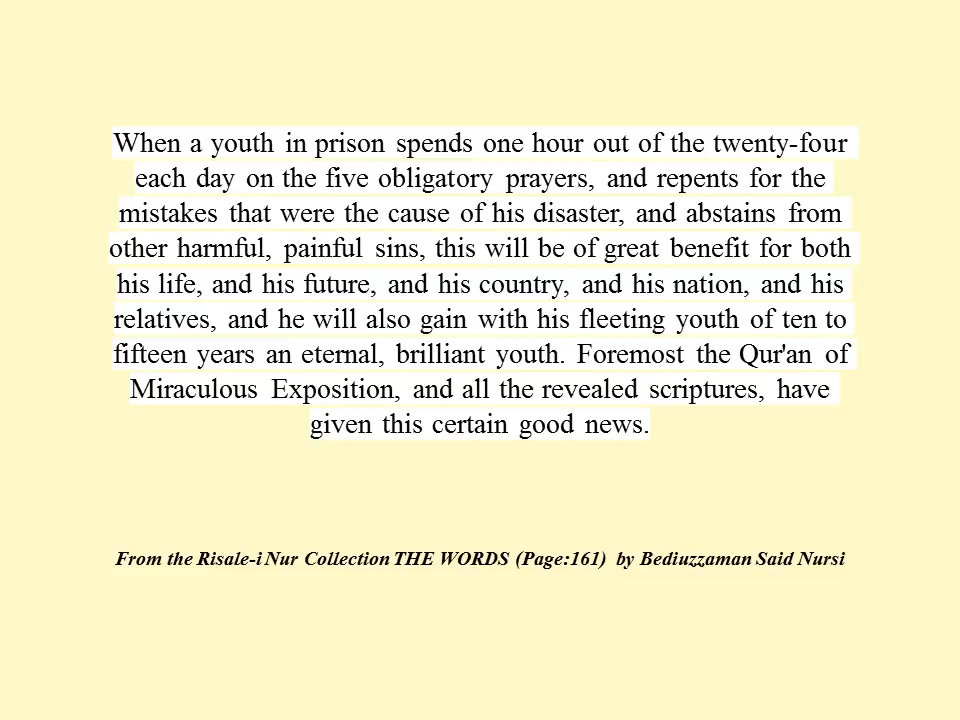 When a youth in prison spends one hour out of the twenty-four
each day on the five obligatory prayers, and repents for the
mistakes that were the cause of his disaster, and abstains from
other harmful, painful sins, this will be of great benefit for both
his life, and his future, and his country, and his nation, and his
relatives, and he will also gain with his fleeting youth of ten to
fifteen years an eternal, brilliant youth. Foremost the Qur'an of
Miraculous Exposition, and all the revealed scriptures, have
given this certain good news.
From the Risale-i Nur Collection THE WORDS (Page:161) by Bediuzzaman Said Nursi